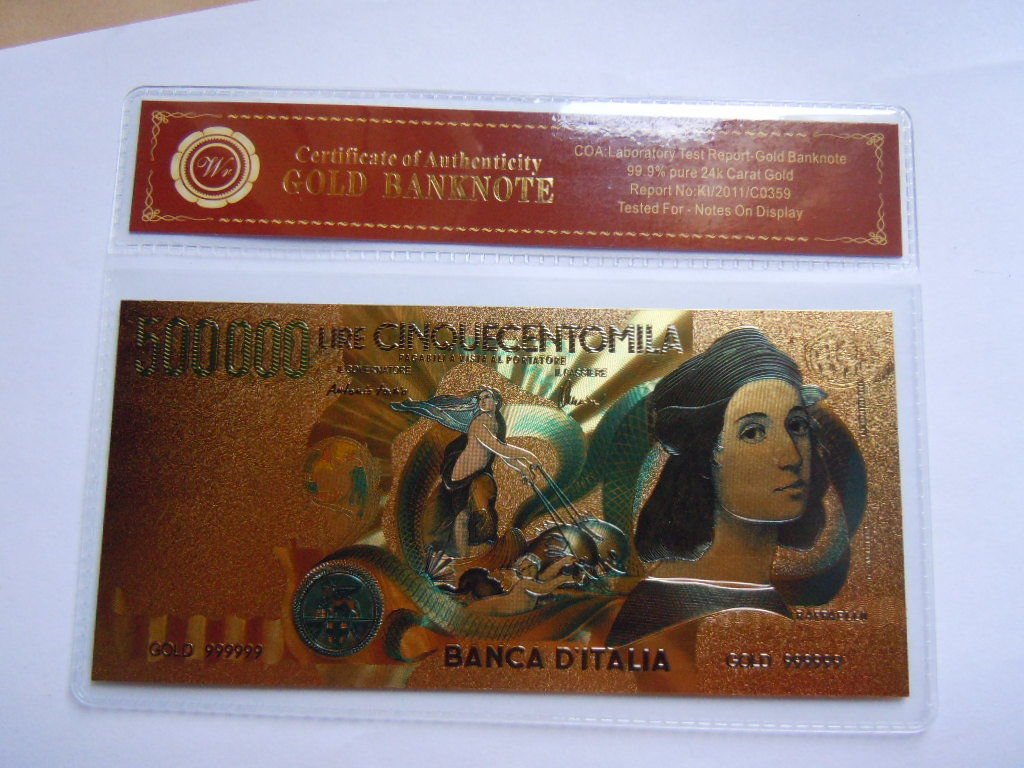 Wr
Certificate of Authenticity
GOLD BANKNOTE
COA:Laboratory Test Report-Gold Banknote
99.9% pure 24k Carat Gold
Report No:KI/2011/C0359
Tested For - Notes On Display
500000 LIRE CINQUECENTOMILA
PAGABILI A VISTA AL PORTATORE
IL GOVERNATORE
IL CASSIERE
RAFFAELLO
GOLD 999999
BANCA D'ITALIA
GOLD 999999